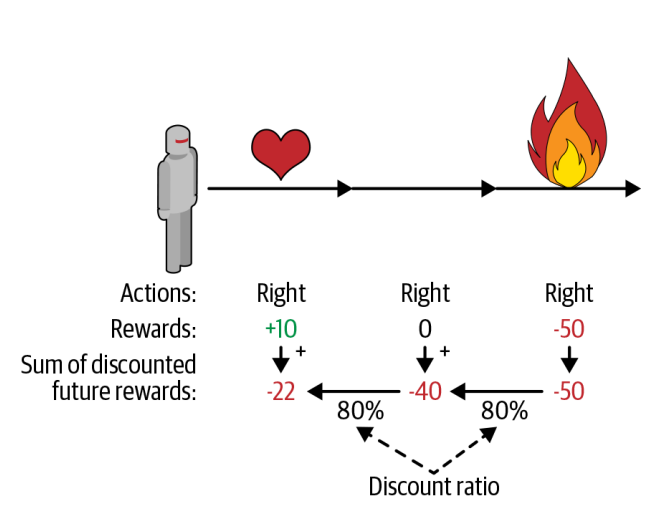 Actions: Right Right Right
Rewards: +10 0 -50
+ +
Sum of discounted
future rewards: -22 -40 -50
80% 80%
Discount ratio